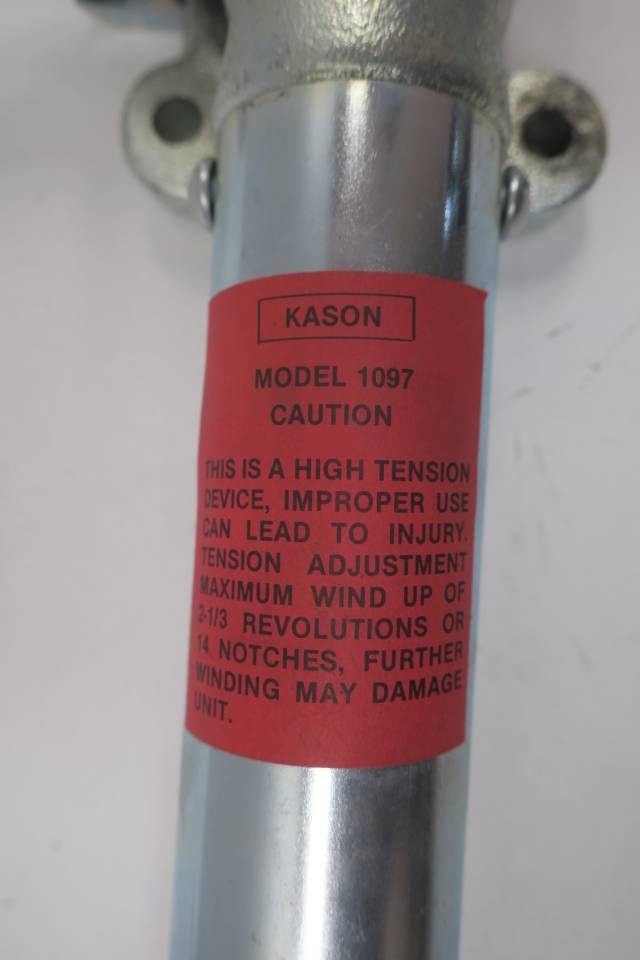 KASON
MODEL 1097
CAUTION
THIS IS A HIGH TENSION
DEVICE, IMPROPER USE
CAN LEAD TO INJURY.
TENSION ADJUSTMENT
MAXIMUM WIND UP OF
2-1/3 REVOLUTIONS OR
14 NOTCHES, FURTHER
WINDING MAY DAMAGE
UNIT.